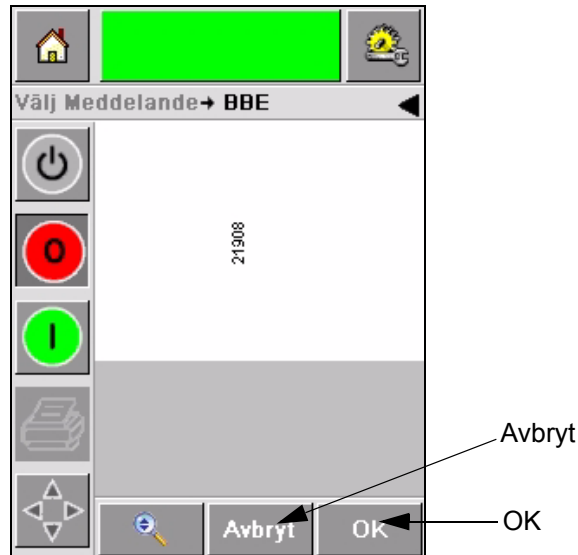 Välj Meddelande→ BBE
O
I
21908
Avbryt
OK
Avbryt
OK